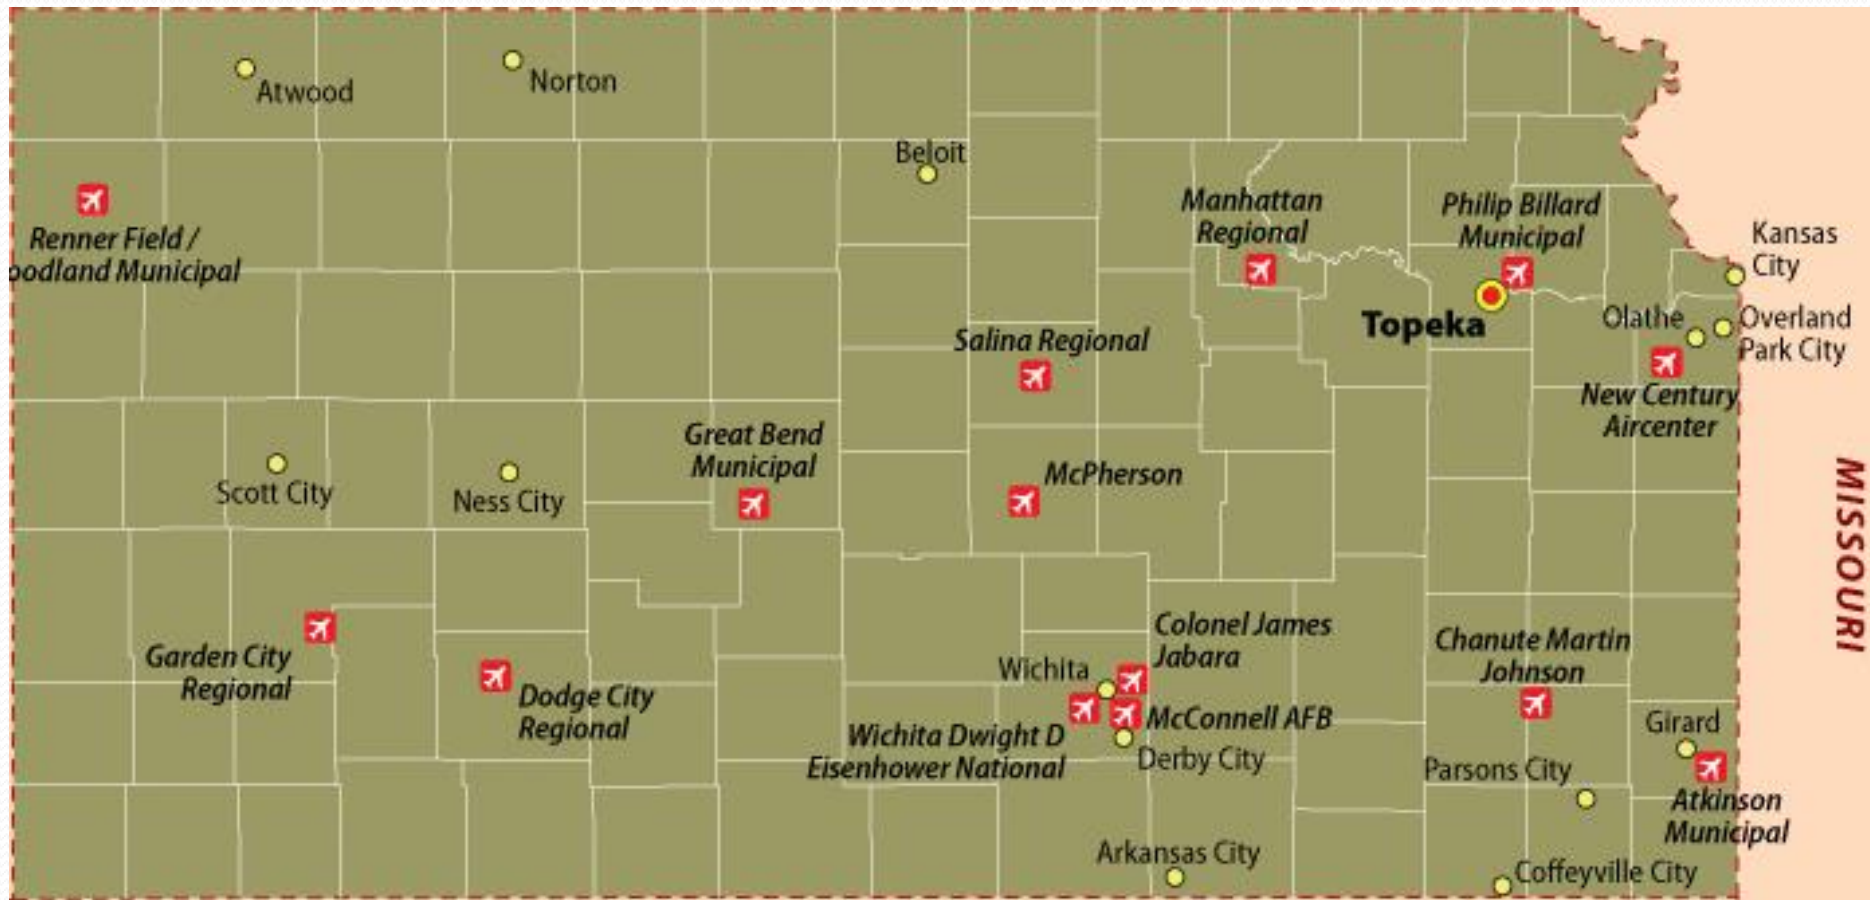 Atwood
Norton
Beloit
Renner Field /
oodland Municipal
Manhattan
Regional
Philip Billard
Municipal
Kansas
City
Topeka
Olathe
Overland
Park City
New Century
Aircenter
Salina Regional
Great Bend
Municipal
McPherson
Scott City
Ness City
MISSOURI
Garden City
Regional
Dodge City
Regional
Wichita
Colonel James
Jabara
McConnell AFB
Wichita Dwight D
Eisenhower National
Derby City
Chanute Martin
Johnson
Girard
Parsons City
Atkinson
Municipal
Arkansas City
Coffeyville City